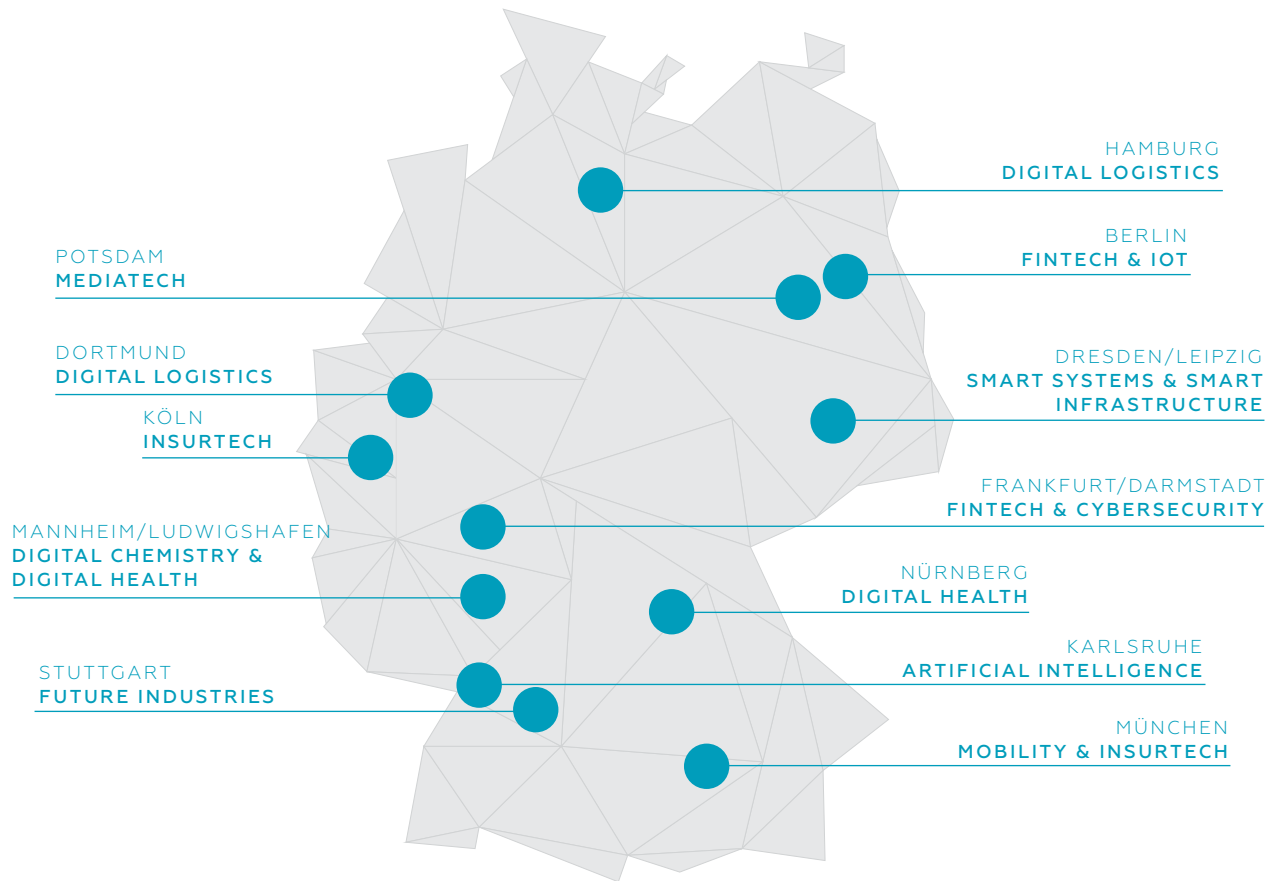 HAMBURG
DIGITAL LOGISTICS
BERLIN
FINTECH & IOT
POTSDAM
MEDIATECH
DORTMUND
DIGITAL LOGISTICS
DRESDEN/LEIPZIG
SMART SYSTEMS & SMART
INFRASTRUCTURE
KÖLN
INSURTECH
FRANKFURT/DARMSTADT
FINTECH & CYBERSECURITY
MANNHEIM/LUDWIGSHAFEN
DIGITAL CHEMISTRY &
DIGITAL HEALTH
NÜRNBERG
DIGITAL HEALTH
KARLSRUHE
ARTIFICIAL INTELLIGENCE
STUTTGART
FUTURE INDUSTRIES
MÜNCHEN
MOBILITY & INSURTECH